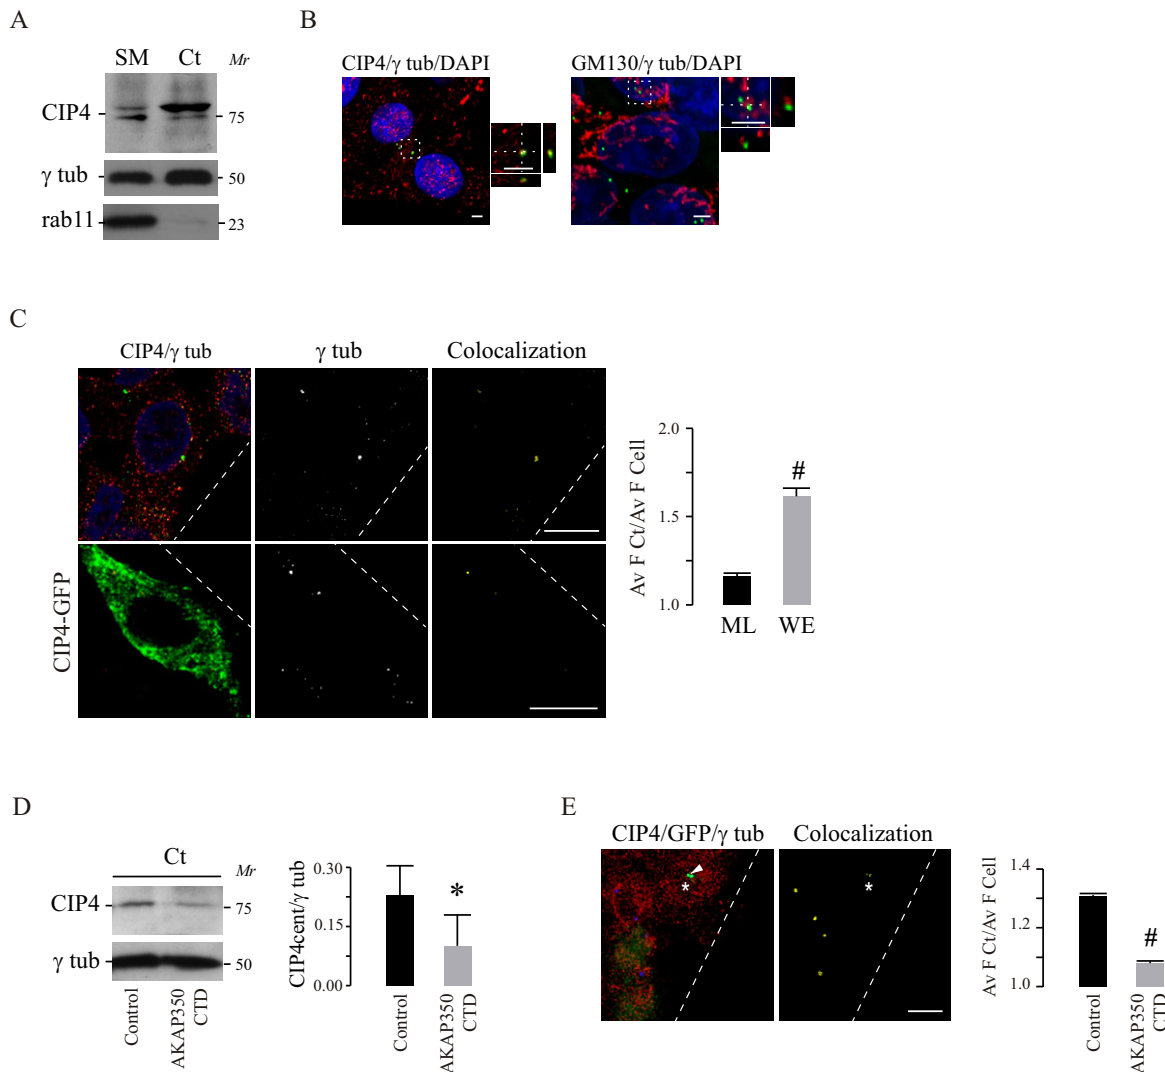 A
SM Ct Mr
CIP4
75
γ tub
50
rab11
23
B
CIP4/γ tub/DAPI
GM130/γ tub/DAPI
C
CIP4/γ tub
γ tub
Colocalization
CIP4-GFP
Av F Ct/Av F Cell
2.0
1.5
1.0
#
ML WE
D
Ct
Mr
CIP4
75
γ tub
50
Control
AKAP350
CTD
CIP4cent/γ tub
0.30
0.15
0.00
*
Control
AKAP350
CTD
E
CIP4/GFP/γ tub
Colocalization
*
*
Av F Ct/Av F Cell
1.4
1.3
1.2
1.0
#
Control
AKAP350
CTD